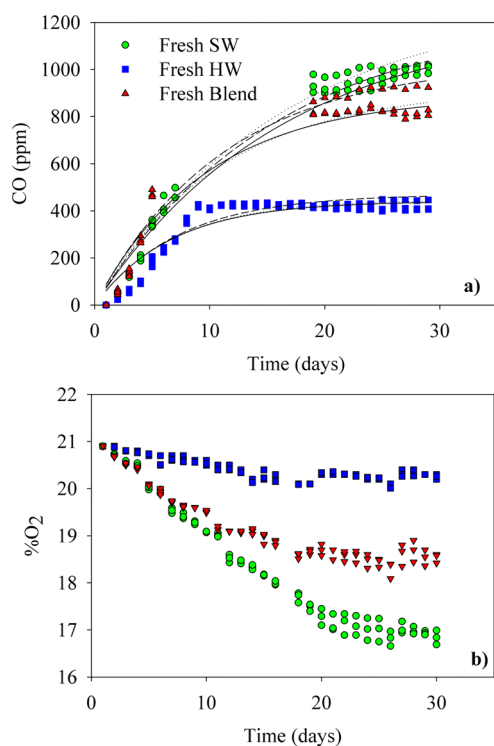 1200
1000
800
600
400
200
0
CO (ppm)
Fresh SW
Fresh HW
Fresh Blend
a)
0 10 20 30
Time (days)
22
21
20
19
18
17
16
%O₂
b)
0 10 20 30
Time (days)